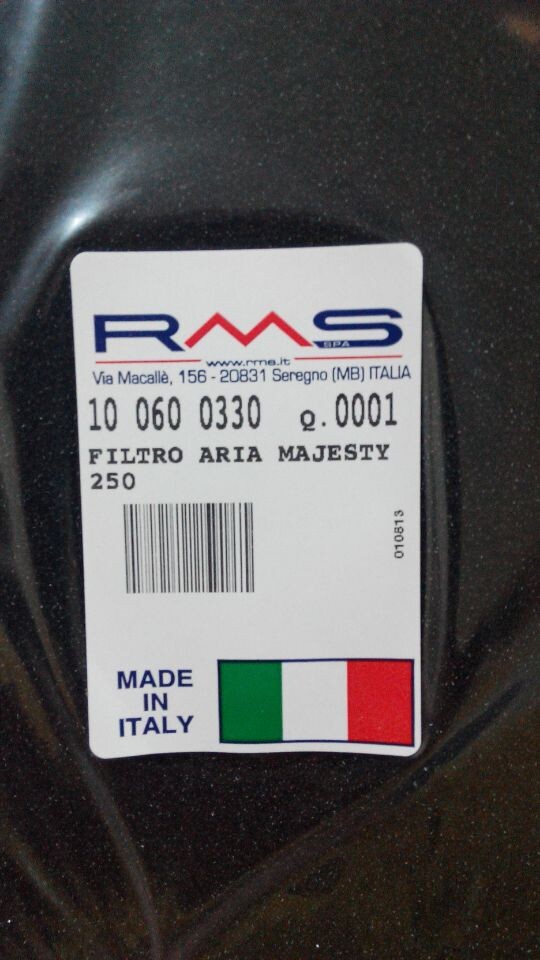 RMS
SPA
www.rms.it
Via Macallè, 156 - 20831 Seregno (MB) ITALIA
10 060 0330 Q.0001
FILTRO ARIA MAJESTY
250
010813
MADE
IN
ITALY